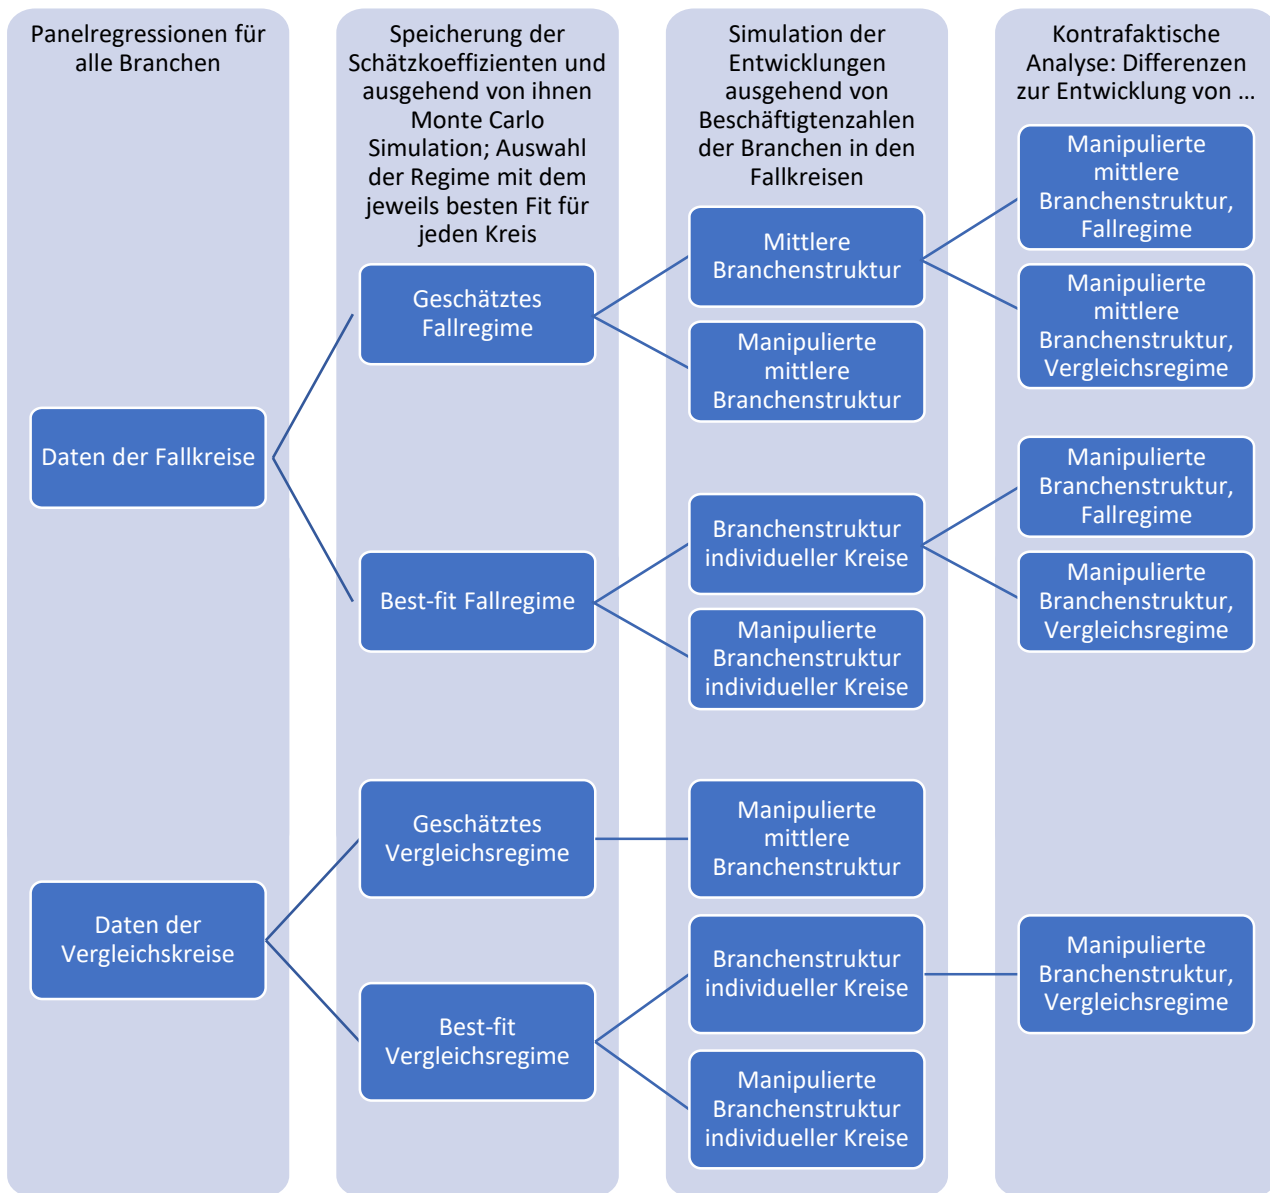 Panelregressionen für
alle Branchen
Daten der Fallkreise
Daten der
Vergleichskreise
Speicherung der
Schätzkoeffizienten und
ausgehend von ihnen
Monte Carlo
Simulation; Auswahl
der Regime mit dem
jeweils besten Fit für
jeden Kreis
Geschätztes
Fallregime
Best-fit Fallregime
Geschätztes
Vergleichsregime
Best-fit
Vergleichsregime
Simulation der
Entwicklungen
ausgehend von
Beschäftigtenzahlen
der Branchen in den
Fallkreisen
Mittlere
Branchenstruktur
Manipulierte
mittlere
Branchenstruktur
Branchenstruktur
individueller Kreise
Manipulierte
Branchenstruktur
individueller Kreise
Manipulierte
mittlere
Branchenstruktur
Branchenstruktur
individueller Kreise
Manipulierte
Branchenstruktur
individueller Kreise
Kontrafaktische
Analyse: Differenzen
zur Entwicklung von …
Manipulierte
mittlere
Branchenstruktur,
Fallregime
Manipulierte
mittlere
Branchenstruktur,
Vergleichsregime
Manipulierte
Branchenstruktur,
Fallregime
Manipulierte
Branchenstruktur,
Vergleichsregime
Manipulierte
Branchenstruktur,
Vergleichsregime